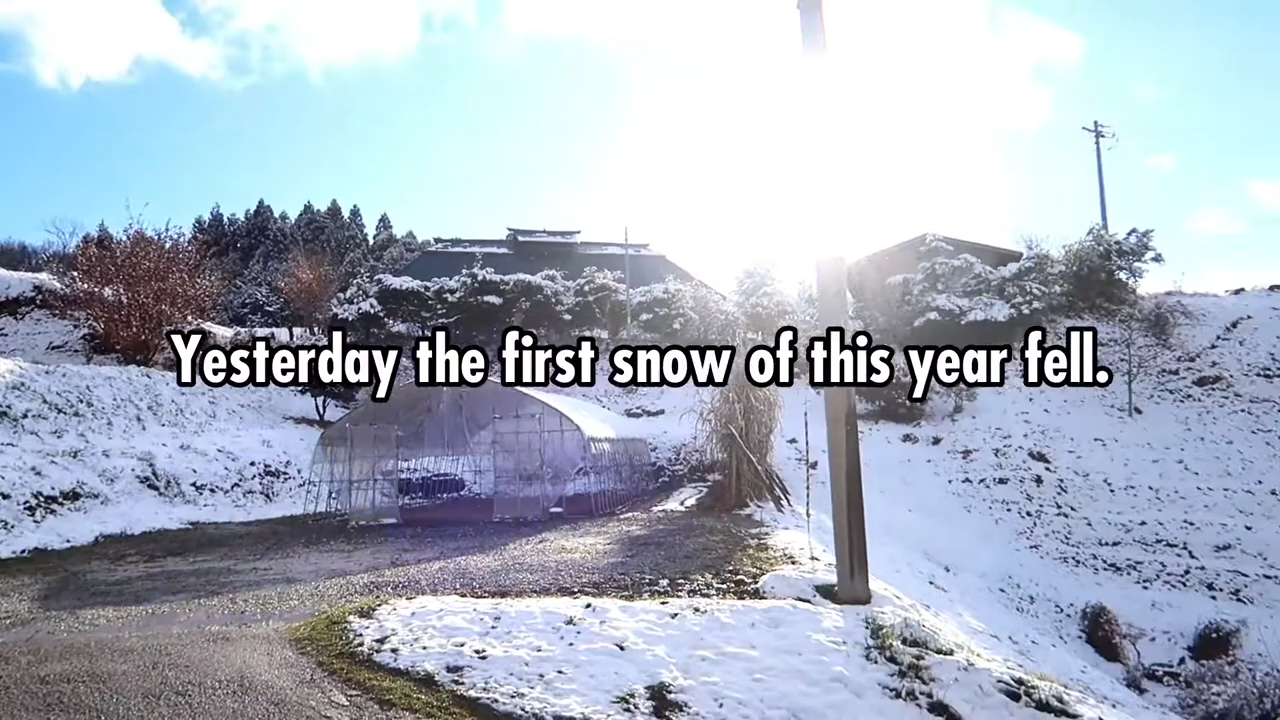 Yesterday the first snow of this year fell.